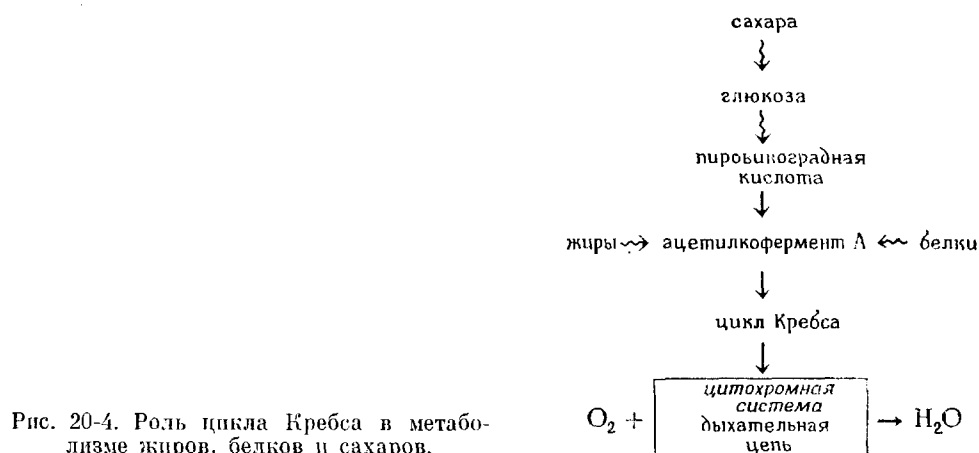 сахара
глюкоза
пировиноградная
кислота
жиры ацетилкофермент А белки
цикл Кребса
O₂ + цитохромная система дыхательная цепь → H₂O
Рис. 20-4. Роль цикла Кребса в метабо-
лизме жиров, белков и сахаров.